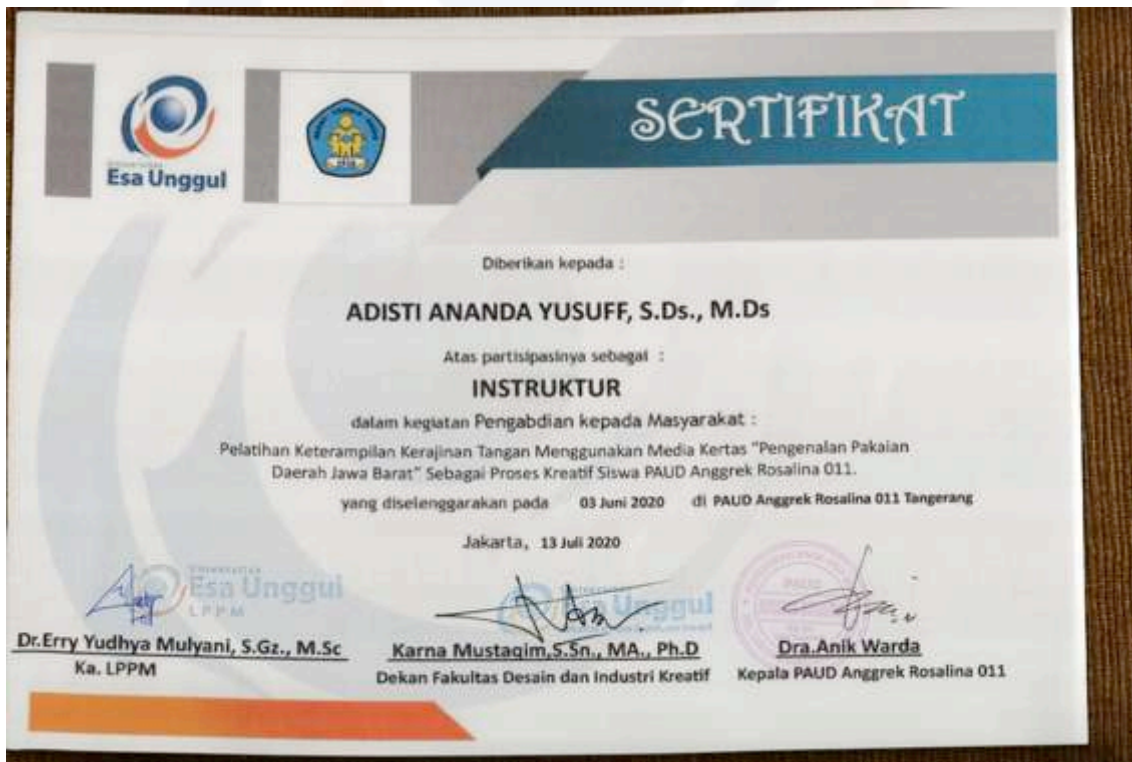 Esa Unggul
SERTIFIKAT
Diberikan kepada :
ADISTI ANANDA YUSUFF, S.Ds., M.Ds
Atas partisipasinya sebagai :
INSTRUKTUR
dalam kegiatan Pengabdian kepada Masyarakat :
Pelatihan Keterampilan Kerajinan Tangan Menggunakan Media Kertas "Pengenalan Pakaian
Daerah Jawa Barat" Sebagai Proses Kreatif Siswa PAUD Anggrek Rosalina 011.
yang diselenggarakan pada 03 Juni 2020 di PAUD Anggrek Rosalina 011 Tangerang
Jakarta, 13 Juli 2020
Universitas
Esa Unggul
LPPM
Esa Unggul
PAUD
Dr.Erry Yudhya Mulyani, S.Gz., M.Sc
Ka. LPPM
Karna Mustaqim,S.Sn., MA., Ph.D
Dekan Fakultas Desain dan Industri Kreatif
Dra.Anik Warda
Kepala PAUD Anggrek Rosalina 011